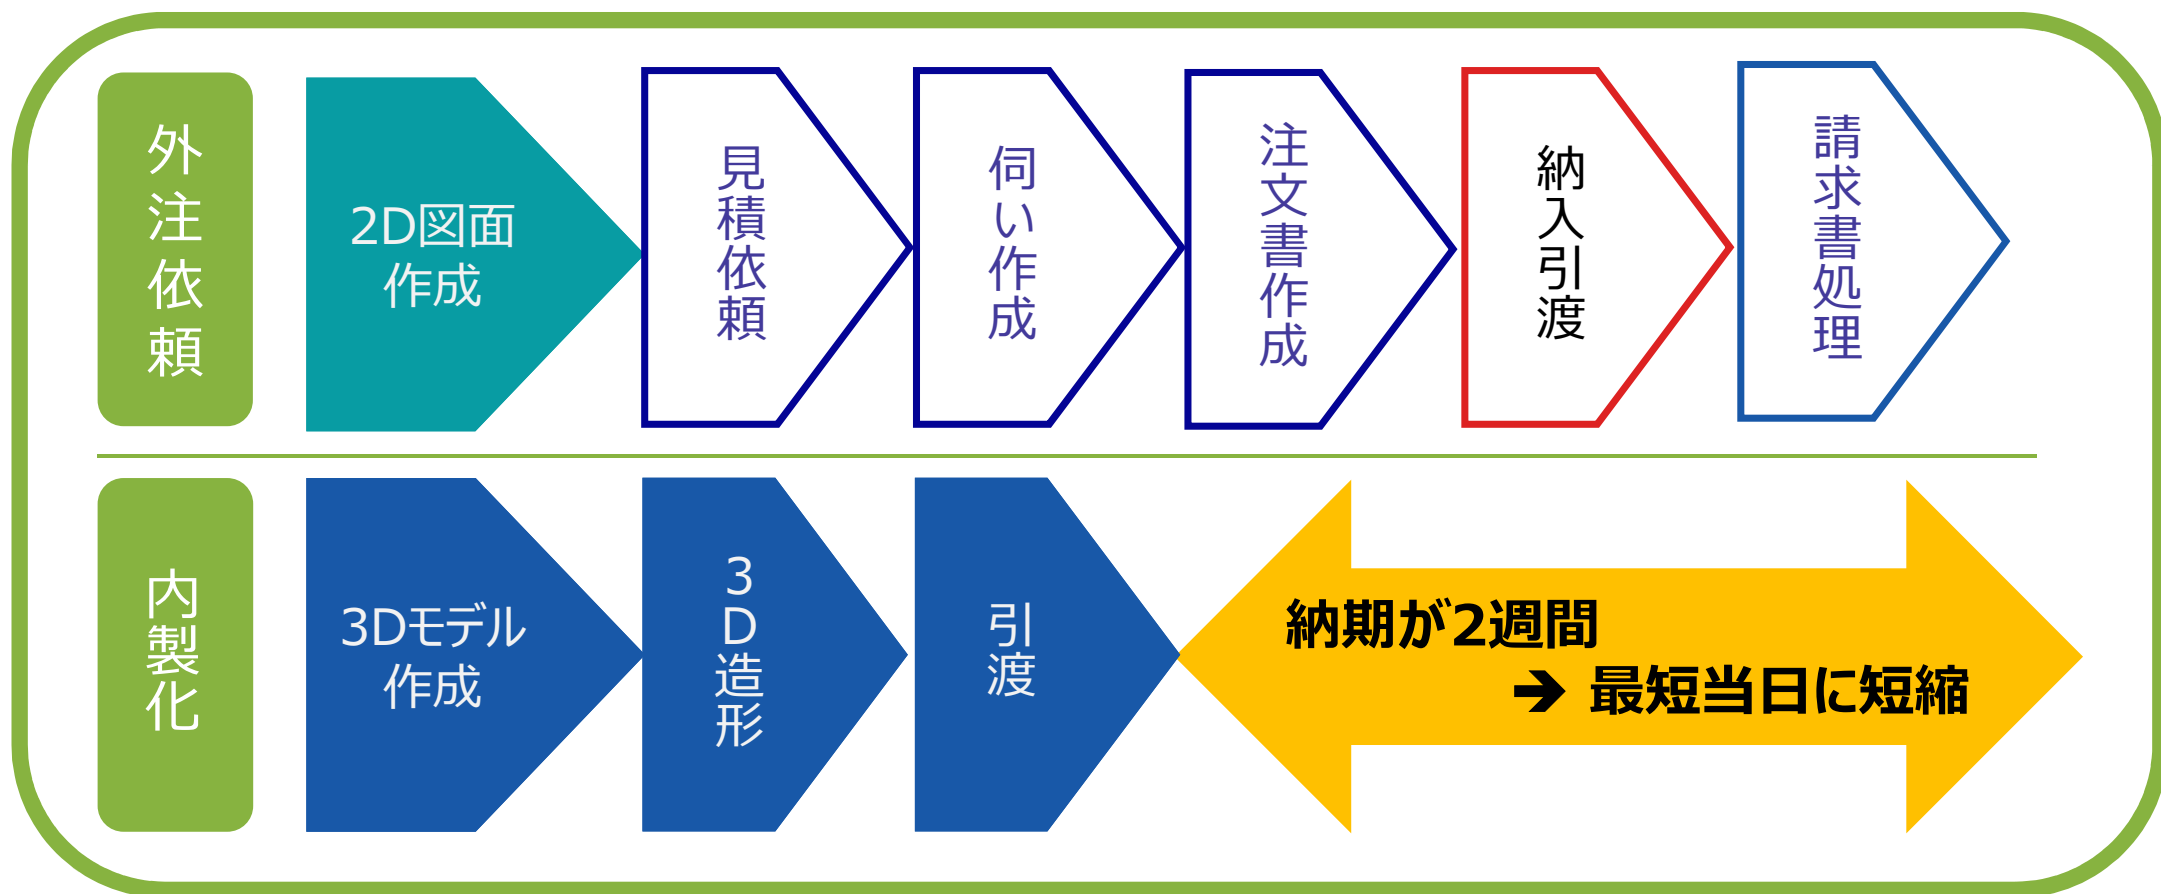 外注依頼
2D図面
作成
見積依頼
伺い作成
注文書作成
納入引渡
請求書処理
内製化
3Dモデル
作成
3D造形
引渡
納期が2週間
➔ 最短当日に短縮